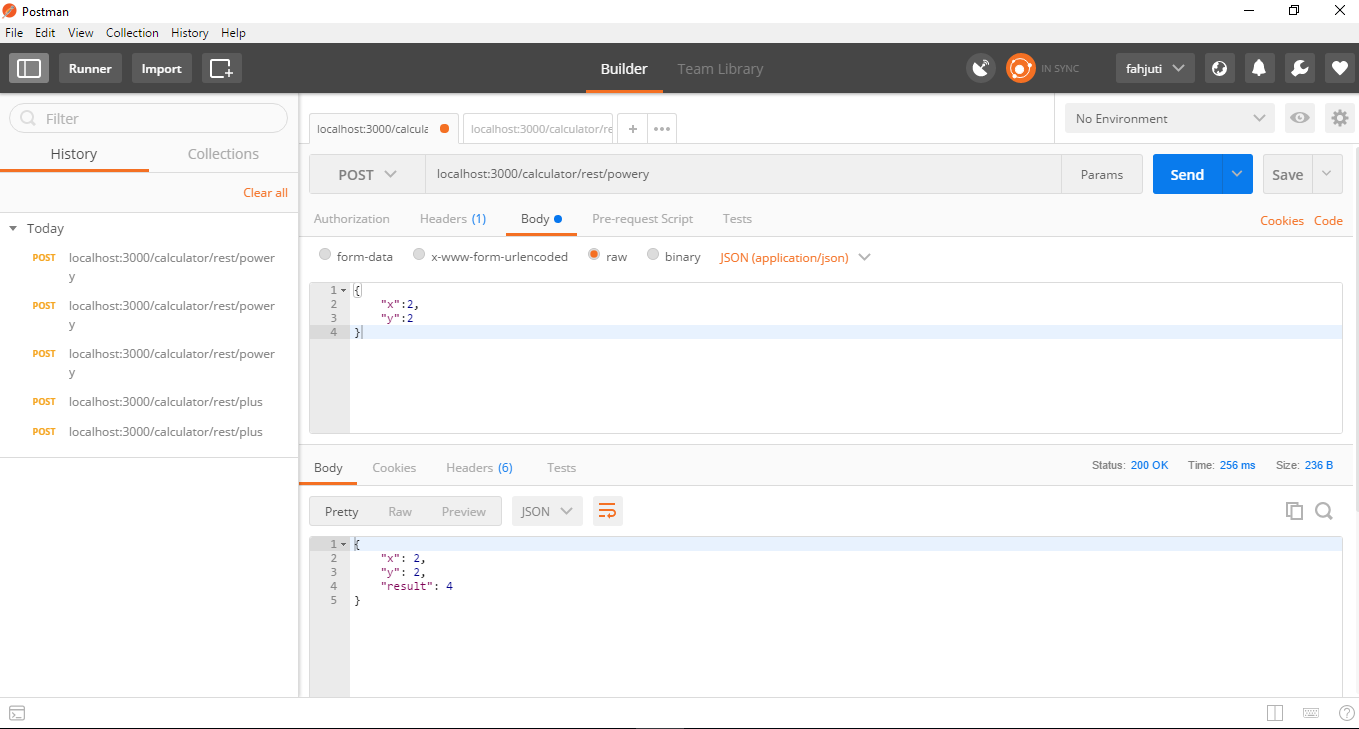 Postman
File Edit View Collection History Help
Runner Import Builder Team Library IN SYNC fahjuti
Filter
History Collections
Clear all
Today
POST localhost:3000/calculator/rest/power
y
POST localhost:3000/calculator/rest/power
y
POST localhost:3000/calculator/rest/power
y
POST localhost:3000/calculator/rest/plus
POST localhost:3000/calculator/rest/plus
localhost:3000/calcula localhost:3000/calculator/re + No Environment
POST localhost:3000/calculator/rest/powery Params Send Save
Authorization Headers (1) Body Pre-request Script Tests Cookies Code
form-data x-www-form-urlencoded raw binary JSON (application/json)
1 {
2 "x":2,
3 "y":2
4 }
Body Cookies Headers (6) Tests Status: 200 OK Time: 256 ms Size: 236 B
Pretty Raw Preview JSON
1 {
2 "x": 2,
3 "y": 2,
4 "result": 4
5 }